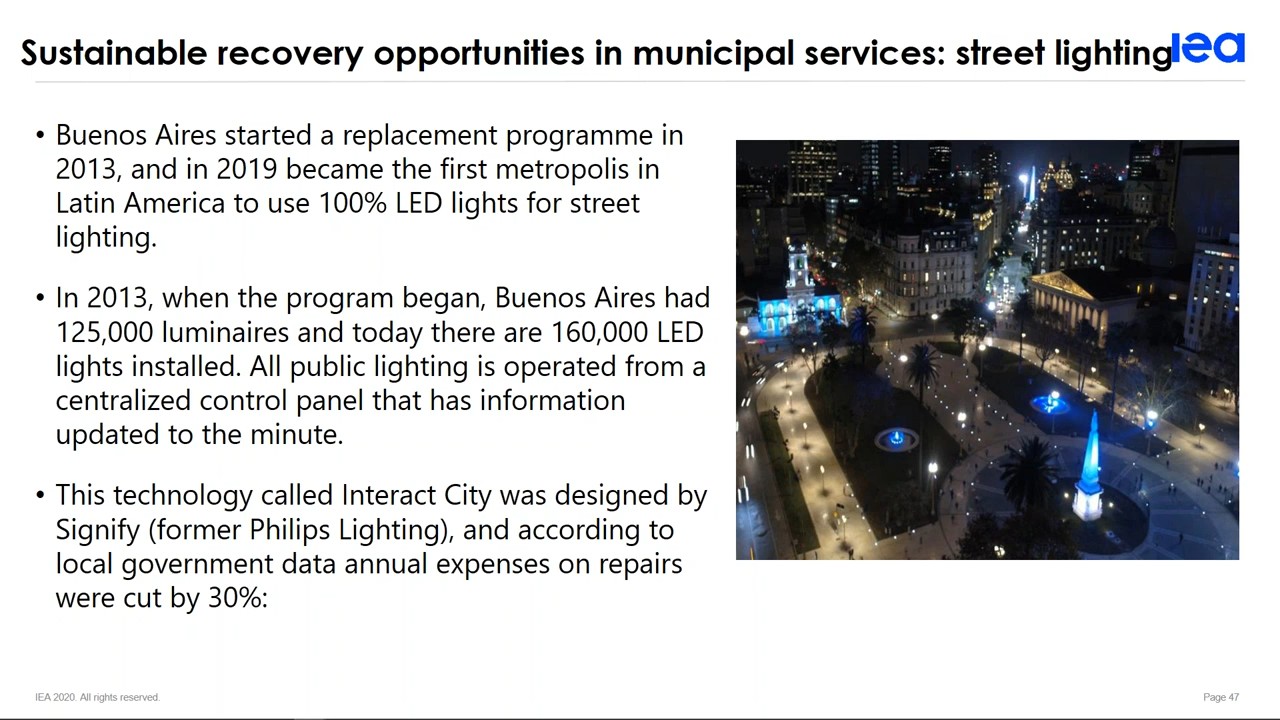 Sustainable recovery opportunities in municipal services: street lighting
iea
• Buenos Aires started a replacement programme in
2013, and in 2019 became the first metropolis in
Latin America to use 100% LED lights for street
lighting.
• In 2013, when the program began, Buenos Aires had
125,000 luminaires and today there are 160,000 LED
lights installed. All public lighting is operated from a
centralized control panel that has information
updated to the minute.
• This technology called Interact City was designed by
Signify (former Philips Lighting), and according to
local government data annual expenses on repairs
were cut by 30%:
IEA 2020. All rights reserved.
Page 47